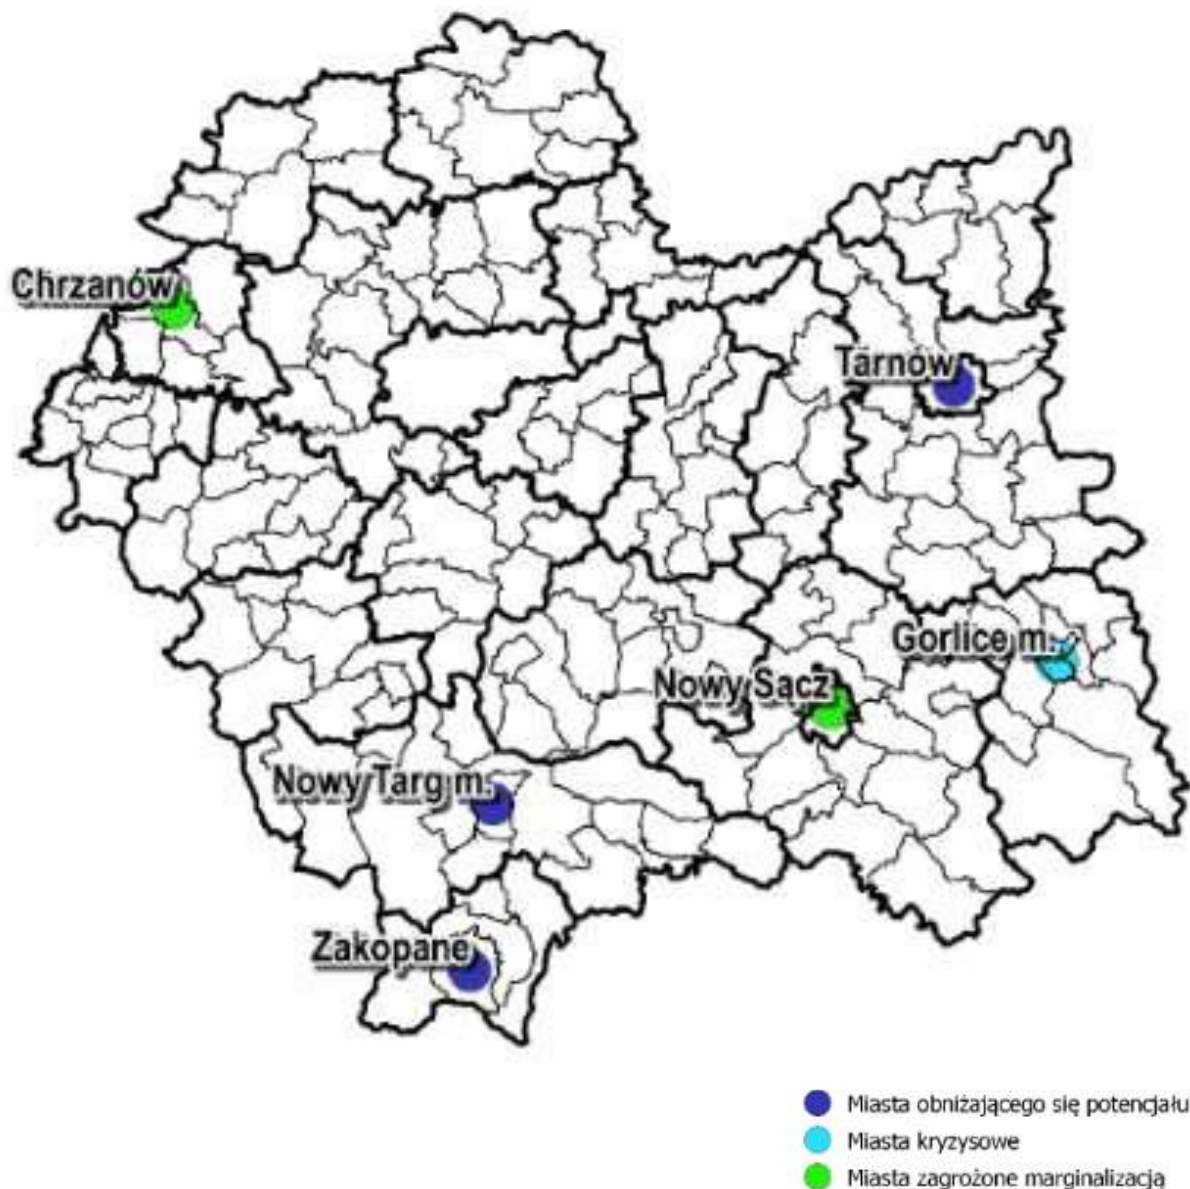 Chrzanów
Tarnów
Gorlice m.
Nowy Sącz
Nowy Targ m.
Zakopane
Miasta obniżającego się potencjału
Miasta kryzysowe
Miasta zagrożone marginalizacją